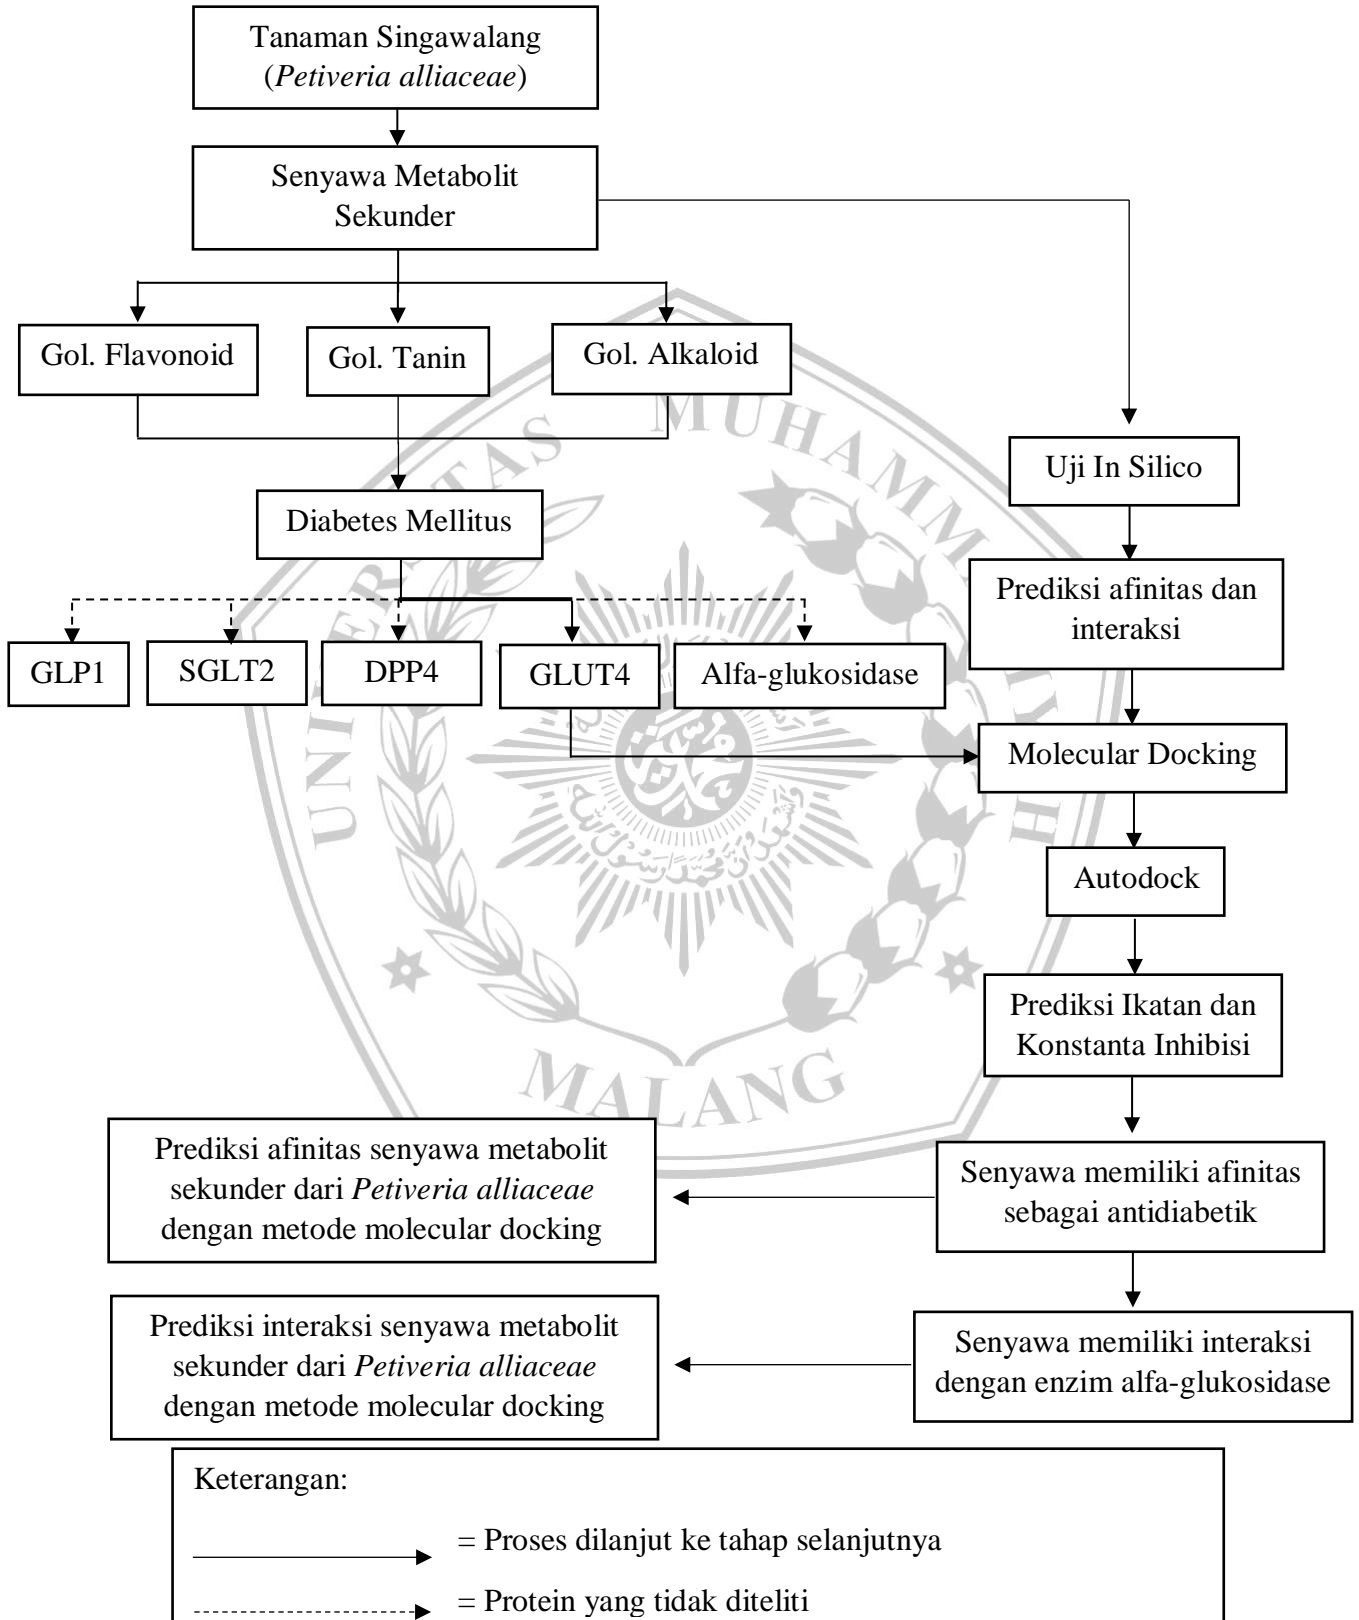 Tanaman Singawalang
(Petiveria alliaceae)
Senyawa Metabolit
Sekunder
Gol. Flavonoid
Gol. Tanin
Gol. Alkaloid
Uji In Silico
Diabetes Mellitus
Prediksi afinitas dan
interaksi
GLP1
SGLT2
DPP4
GLUT4
Alfa-glukosidase
Molecular Docking
Autodock
Prediksi Ikatan dan
Konstanta Inhibisi
Prediksi afinitas senyawa metabolit
sekunder dari Petiveria alliaceae
dengan metode molecular docking
Senyawa memiliki afinitas
sebagai antidiabetik
Prediksi interaksi senyawa metabolit
sekunder dari Petiveria alliaceae
dengan metode molecular docking
Senyawa memiliki interaksi
dengan enzim alfa-glukosidase
Keterangan:
= Proses dilanjut ke tahap selanjutnya
= Protein yang tidak diteliti
MALANG